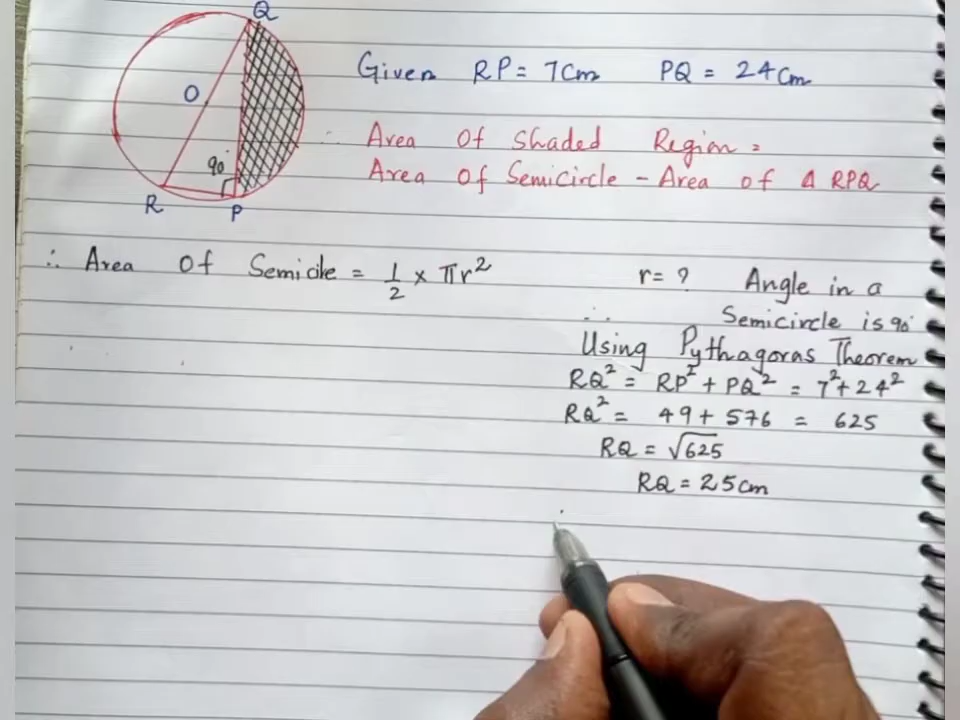 Q
Given RP = 7cm PQ = 24cm
O
∴ Area Of Shaded Region =
90°
Area Of Semicircle - Area of Δ RPQ
R
P
∴ Area Of Semicile = 1/2 × πr²
r = ? Angle in a
∴ Semicircle is 90°
Using Pythagoras Theorem
RQ² = RP² + PQ² = 7² + 24²
RQ² = 49 + 576 = 625
RQ = √625
RQ = 25cm